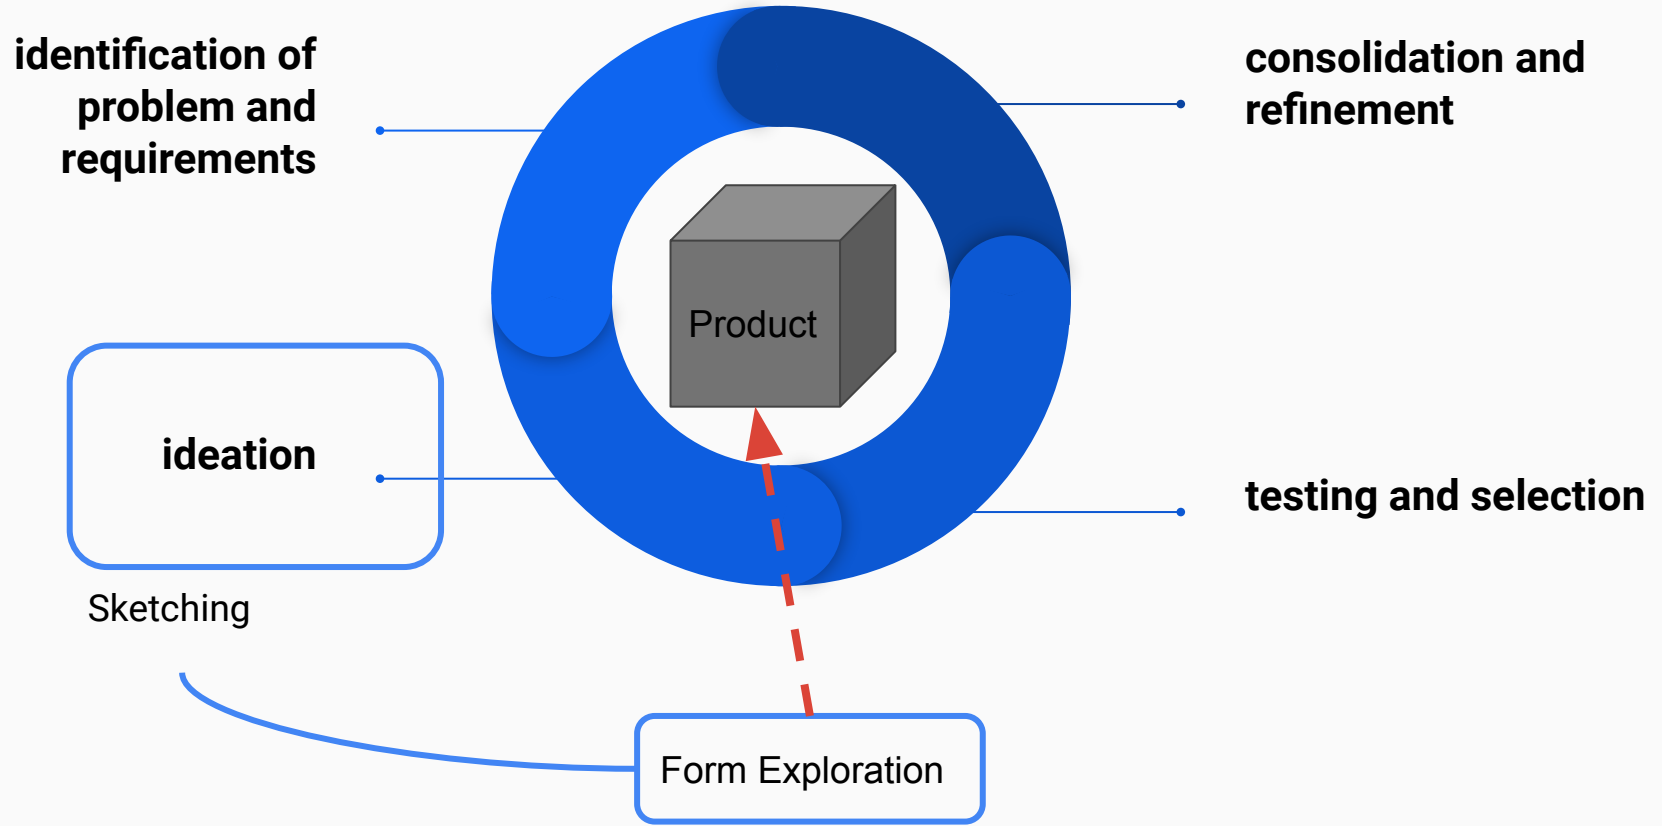 identification of
problem and
requirements
consolidation and
refinement
Product
ideation
testing and selection
Sketching
Form Exploration